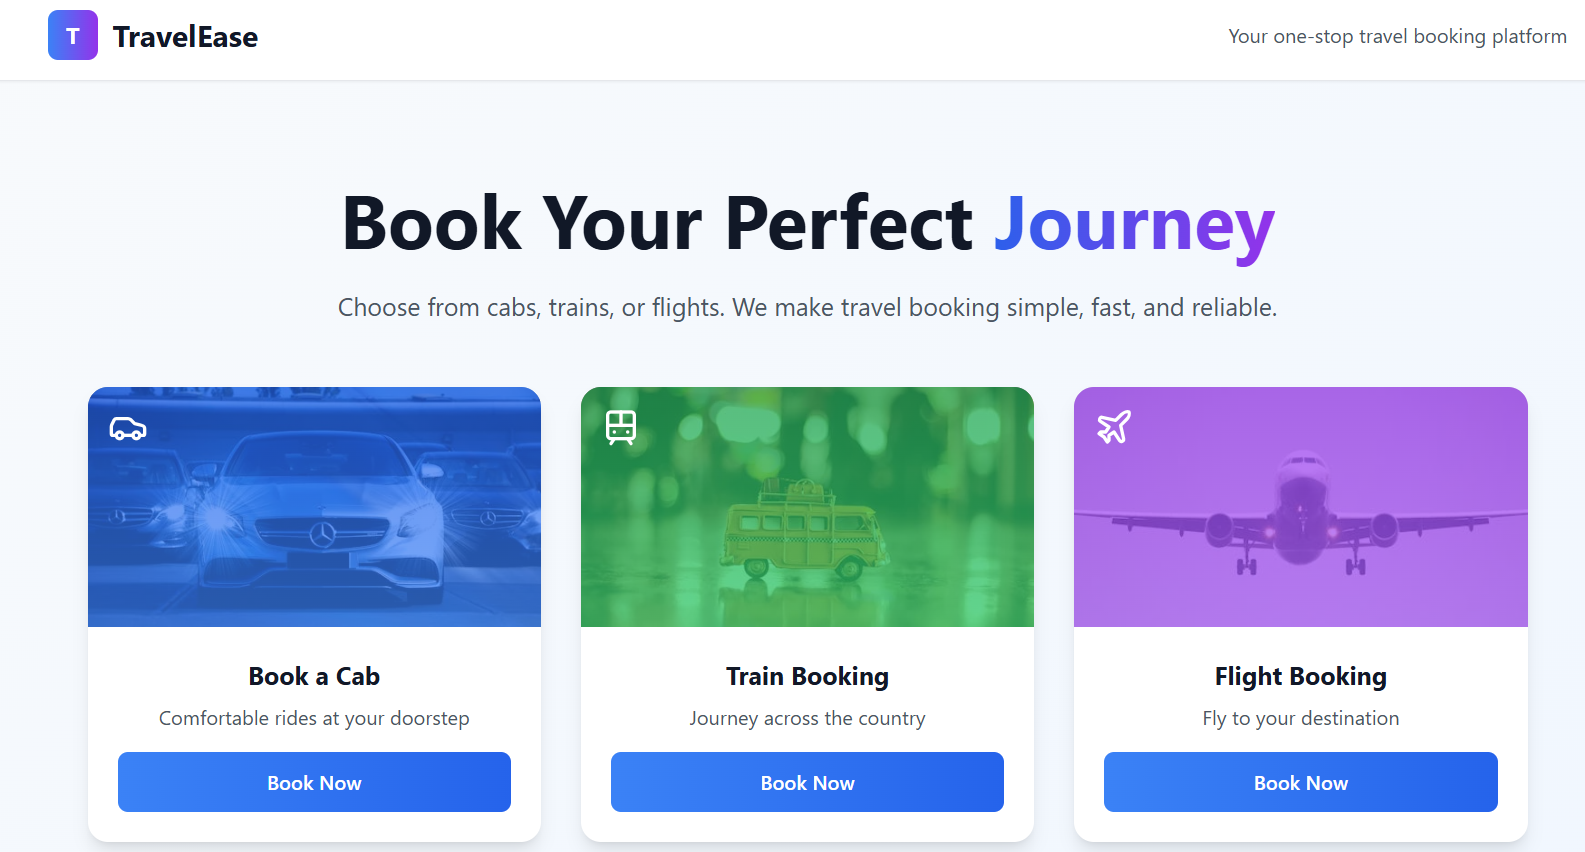 T
TravelEase
Your one-stop travel booking platform
Book Your Perfect Journey
Choose from cabs, trains, or flights. We make travel booking simple, fast, and reliable.
Book a Cab
Comfortable rides at your doorstep
Book Now
Train Booking
Journey across the country
Book Now
Flight Booking
Fly to your destination
Book Now